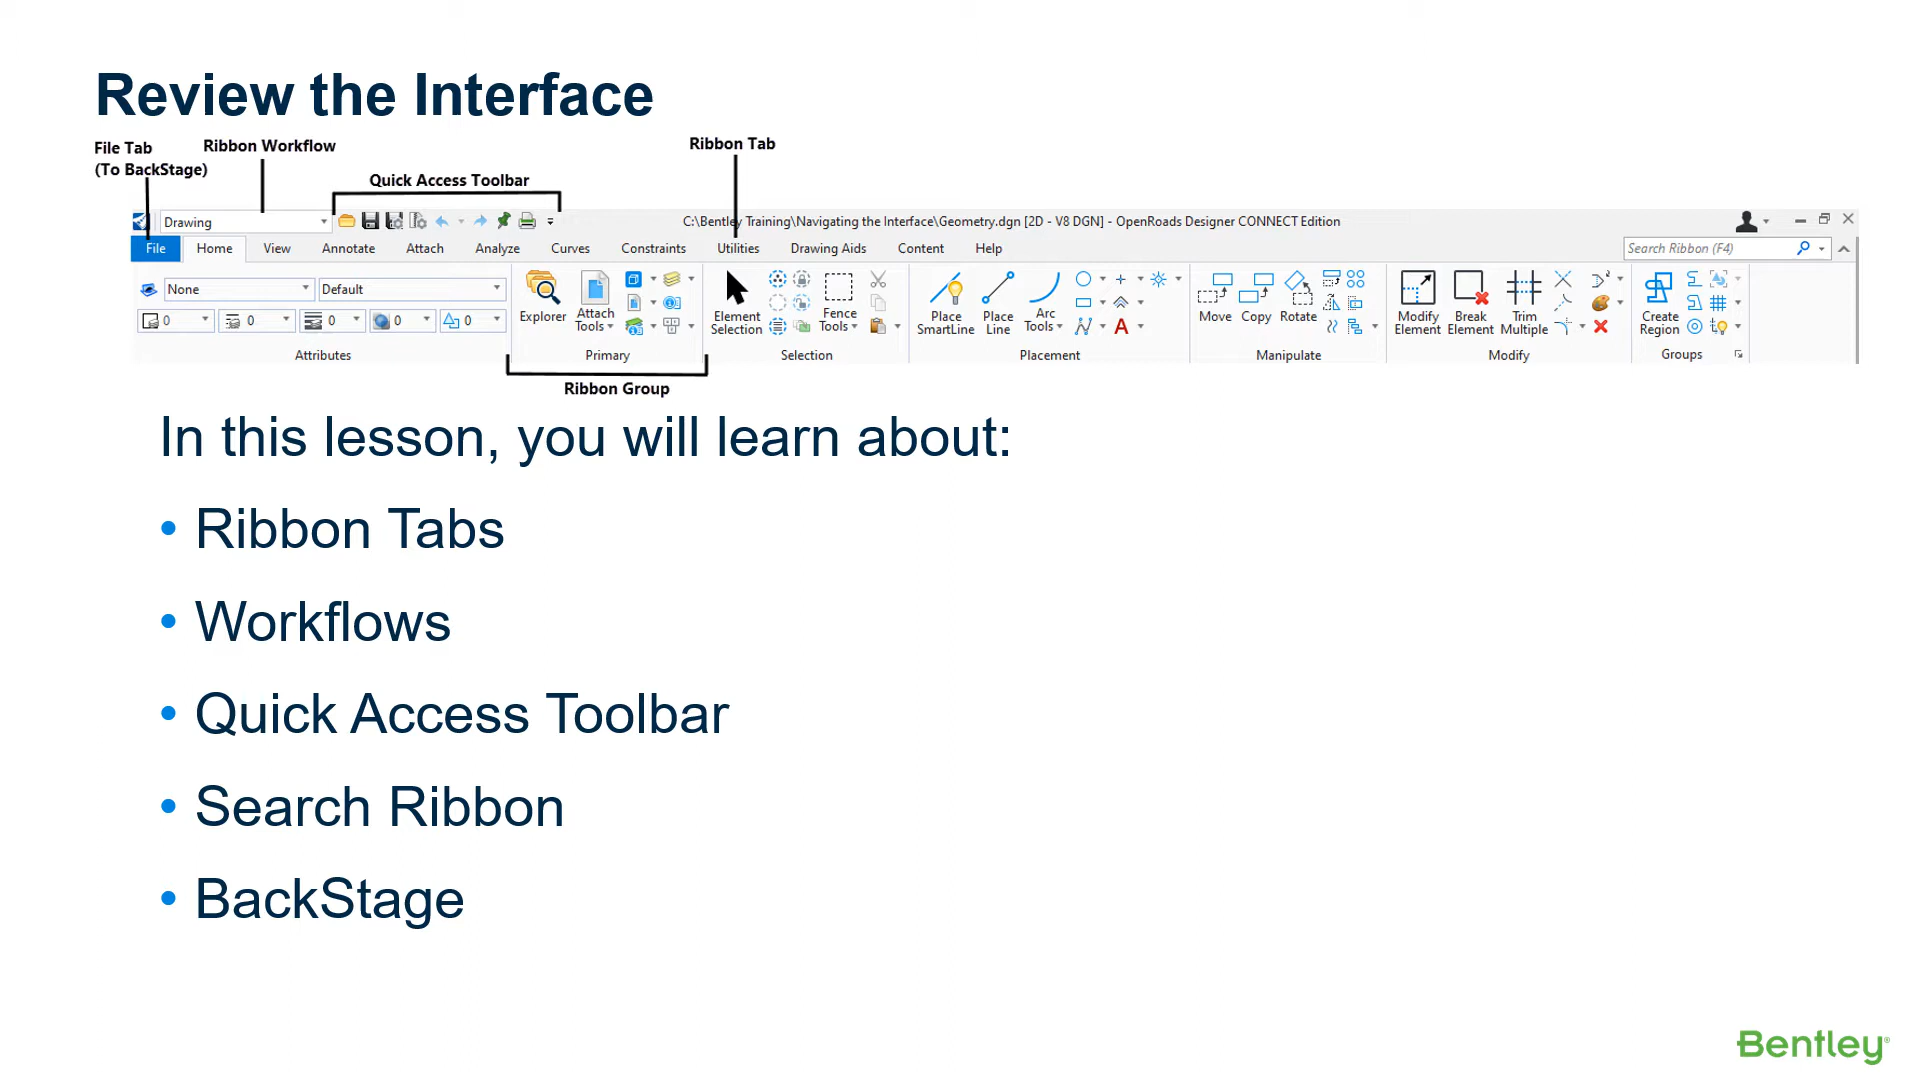 Review the Interface
File Tab
(To BackStage)
Ribbon Workflow
Quick Access Toolbar
Ribbon Tab
Drawing
C:\Bentley Training\Navigating the Interface\Geometry.dgn [2D - V8 DGN] - OpenRoads Designer CONNECT Edition
File Home View Annotate Attach Analyze Curves Constraints Utilities Drawing Aids Content Help
Search Ribbon (F4)
None Default
0 0 0 0 0
Attributes
Explorer
Attach Tools
Primary
Element Selection
Fence Tools
Selection
Place SmartLine
Place Line
Arc Tools
A
Placement
Move Copy Rotate
Manipulate
Modify Element
Break Element
Trim Multiple
Modify
Create Region
Groups
Ribbon Group
In this lesson, you will learn about:
• Ribbon Tabs
• Workflows
• Quick Access Toolbar
• Search Ribbon
• BackStage
Bentley®